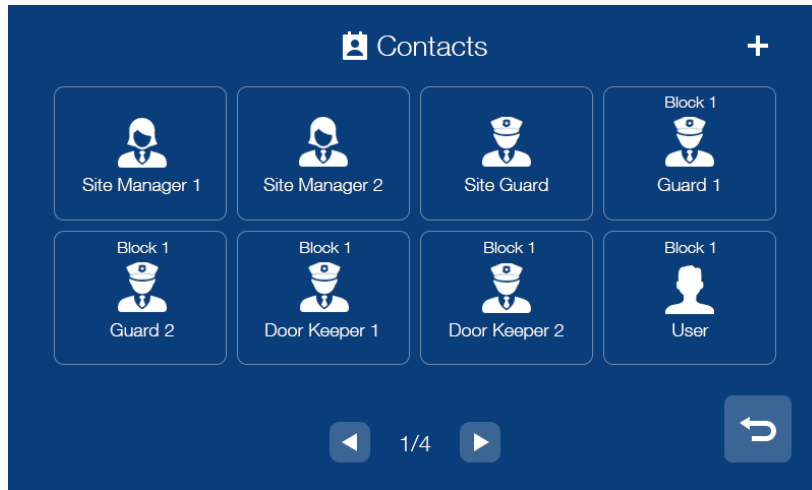 Contacts
Site Manager 1
Site Manager 2
Site Guard
Block 1
Guard 1
Block 1
Guard 2
Block 1
Door Keeper 1
Block 1
Door Keeper 2
Block 1
User
1/4